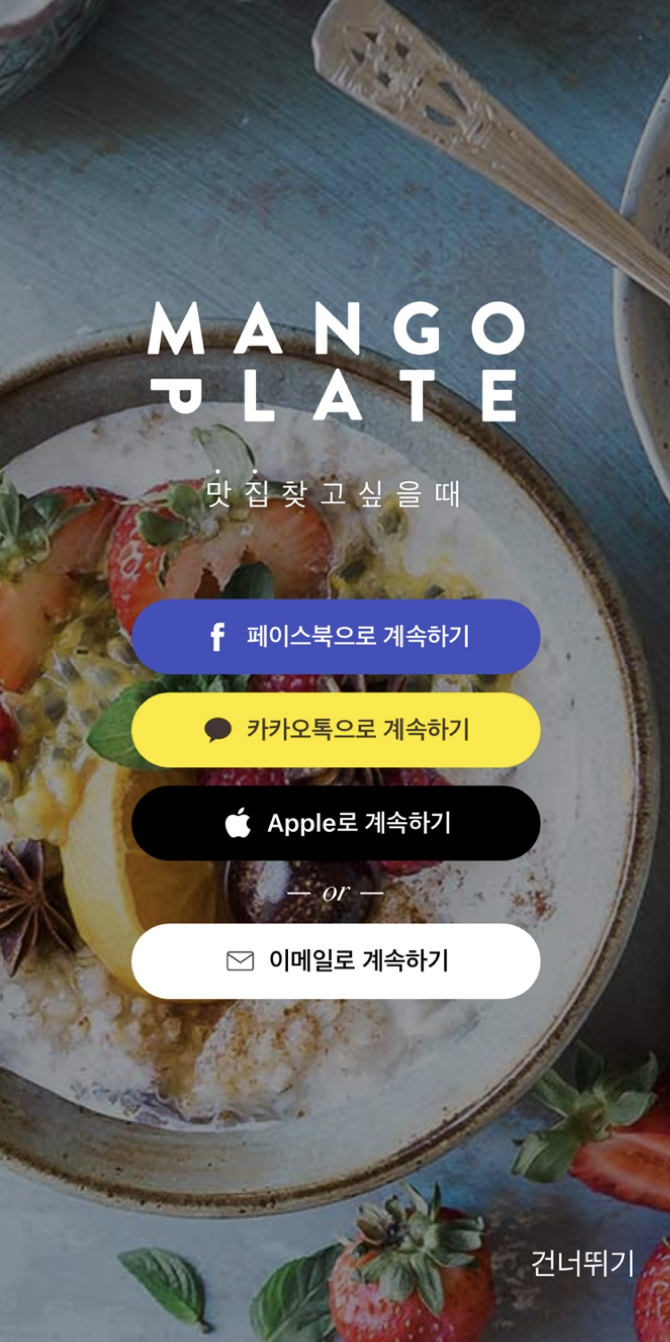 MANGO
PLATE
맛집찾고싶을때
f 페이스북으로 계속하기
카카오톡으로 계속하기
Apple로 계속하기
— or —
이메일로 계속하기
건너뛰기